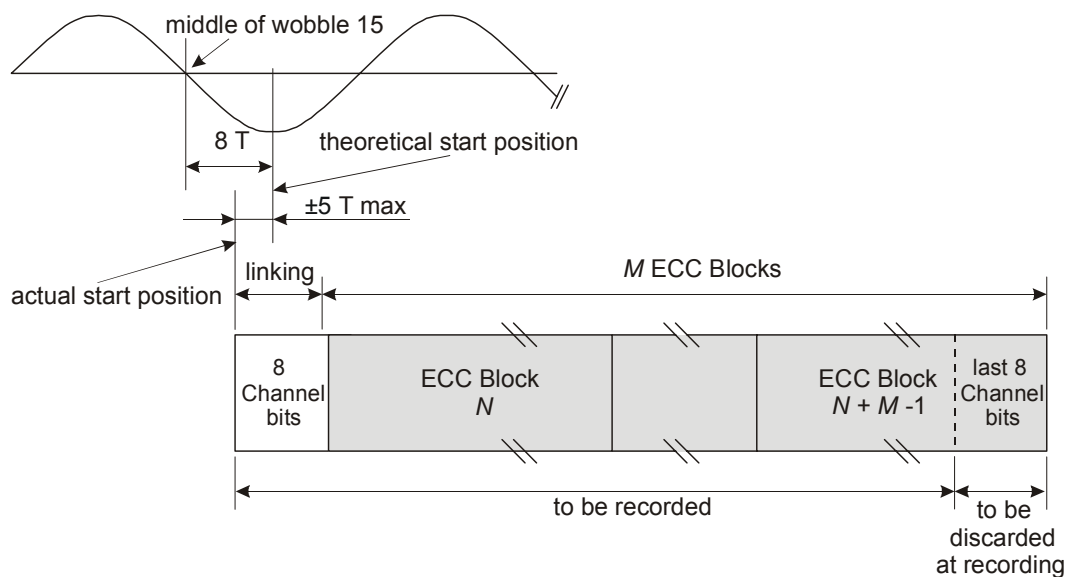 middle of wobble 15
8 T
theoretical start position
±5 T max
linking
M ECC Blocks
actual start position
8
Channel
bits
ECC Block
N
ECC Block
N + M -1
last 8
Channel
bits
to be recorded
to be
discarded
at recording